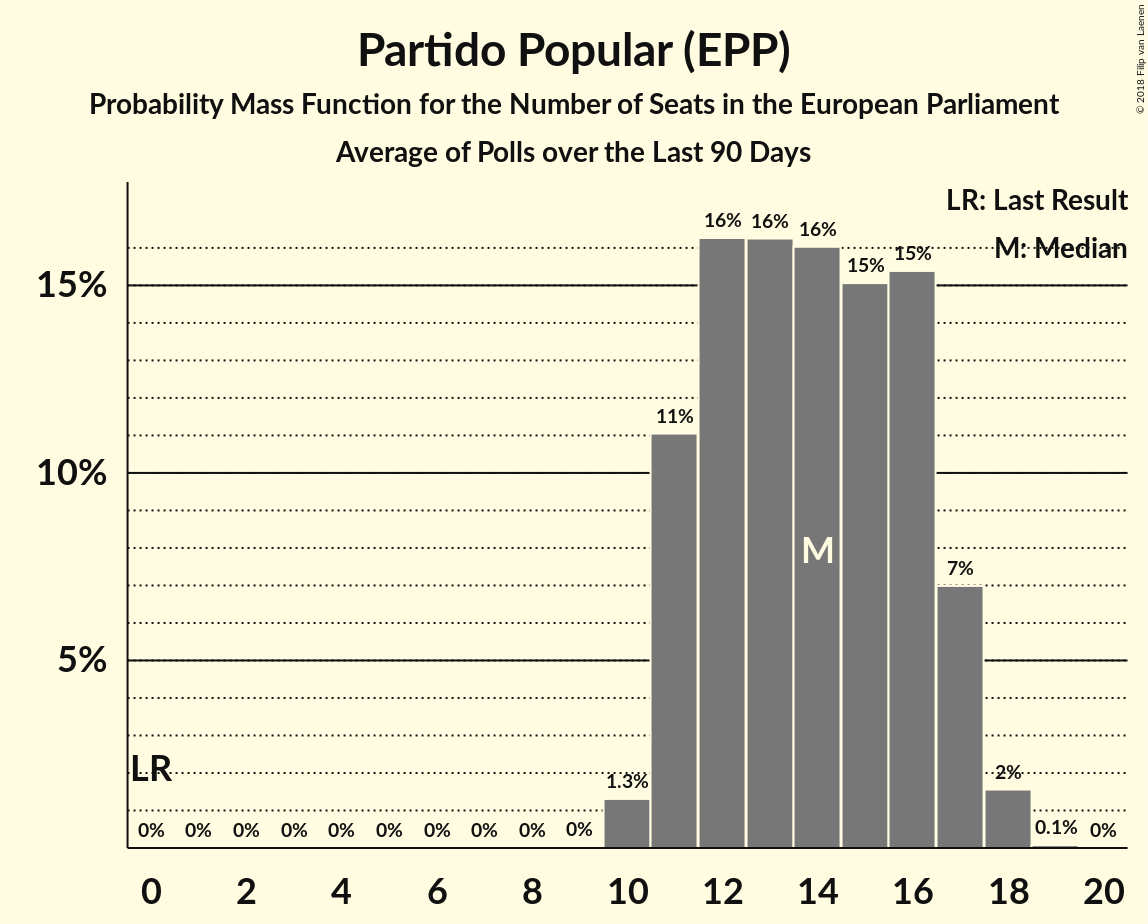 Partido Popular (EPP)
Probability Mass Function for the Number of Seats in the European Parliament
Average of Polls over the Last 90 Days
© 2018 Filip van Laenen
LR: Last Result
M: Median
15%
10%
5%
16% 16% 16% 15% 15%
11%
M
7%
LR
1.3% 2%
0% 0% 0% 0% 0% 0% 0% 0% 0% 0% 0.1% 0%
0 2 4 6 8 10 12 14 16 18 20